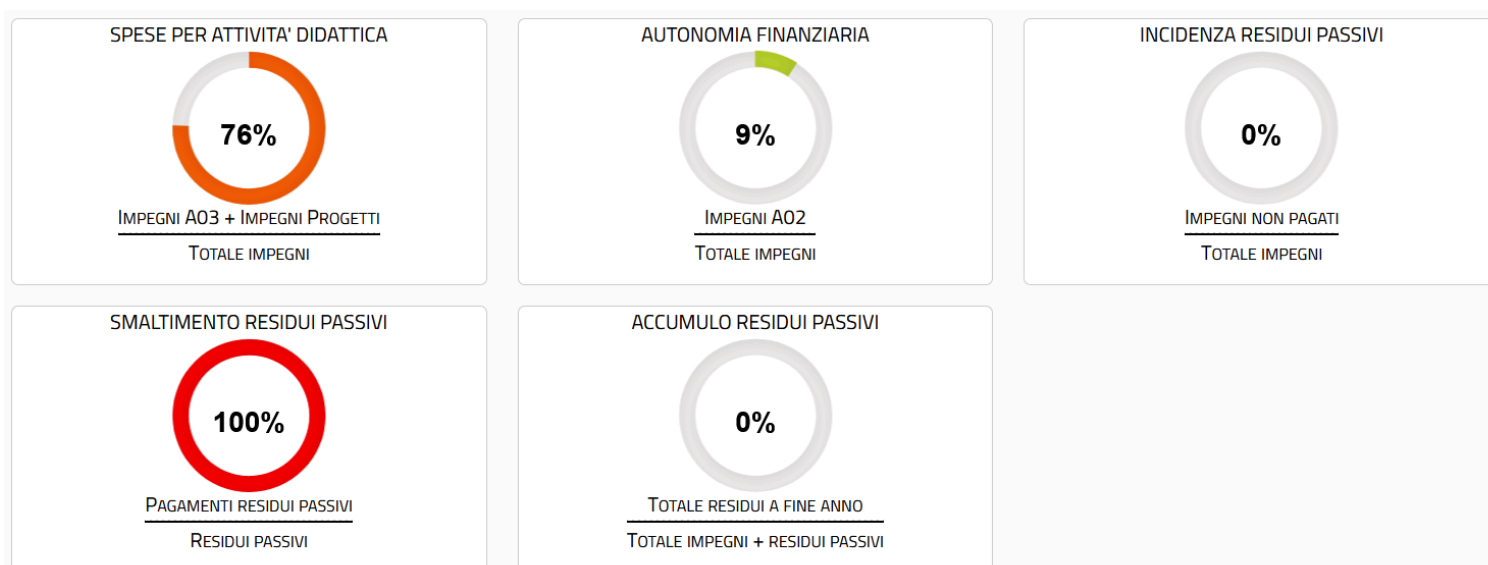 SPESE PER ATTIVITA' DIDATTICA
76%
IMPEGNI A03 + IMPEGNI PROGETTI
TOTALE IMPEGNI
AUTONOMIA FINANZIARIA
9%
IMPEGNI A02
TOTALE IMPEGNI
INCIDENZA RESIDUI PASSIVI
0%
IMPEGNI NON PAGATI
TOTALE IMPEGNI
SMALTIMENTO RESIDUI PASSIVI
100%
PAGAMENTI RESIDUI PASSIVI
RESIDUI PASSIVI
ACCUMULO RESIDUI PASSIVI
0%
TOTALE RESIDUI A FINE ANNO
TOTALE IMPEGNI + RESIDUI PASSIVI